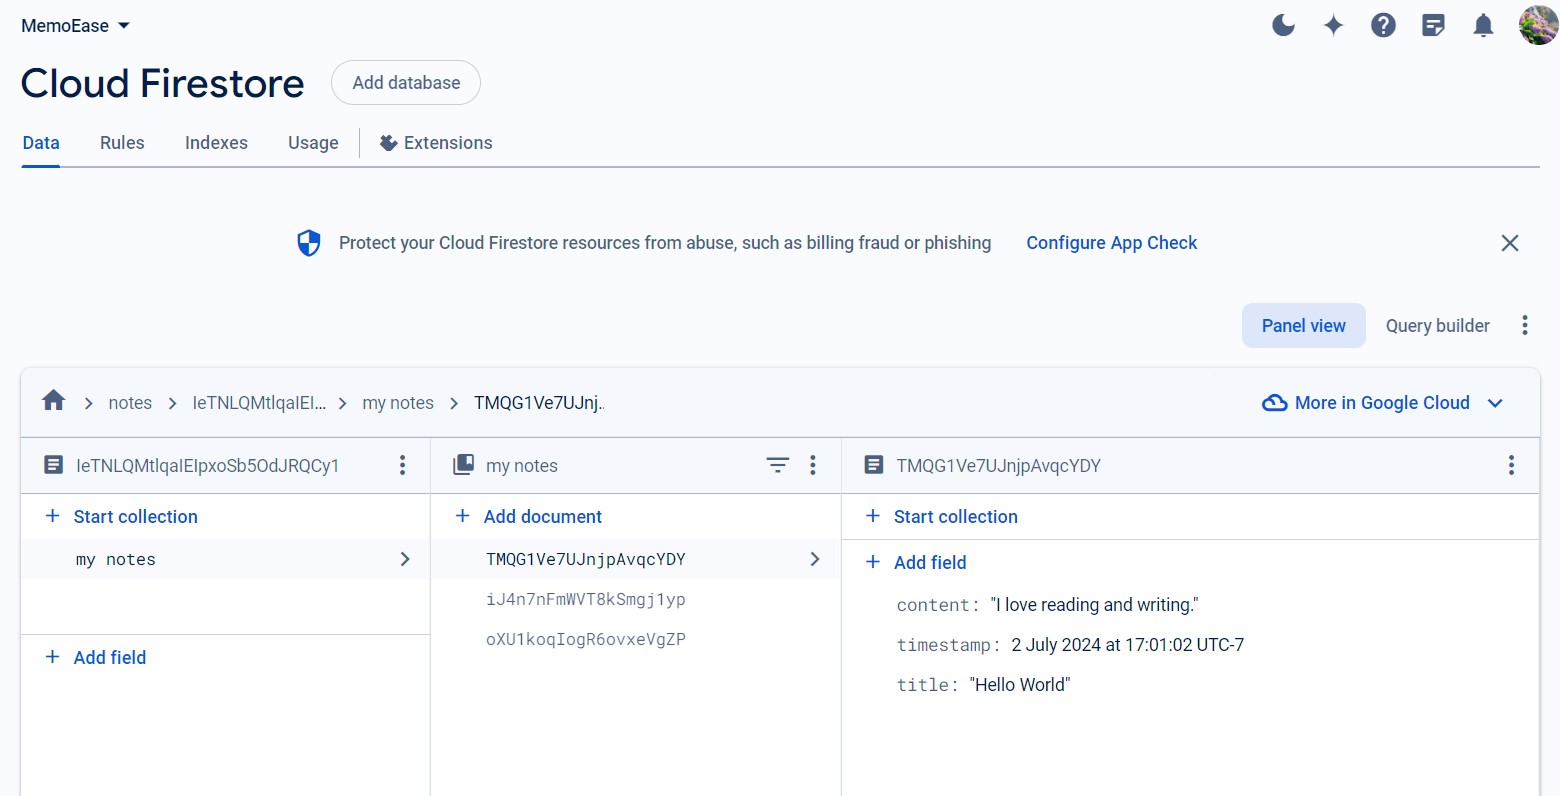 MemoEase
Cloud Firestore
Add database
Data
Rules
Indexes
Usage
Extensions
Protect your Cloud Firestore resources from abuse, such as billing fraud or phishing
Configure App Check
Panel view
Query builder
notes
IeTNLQMtlqaIEI...
my notes
TMQG1Ve7UJnj..
More in Google Cloud
IeTNLQMtlqaIEIpxoSb5OdJRQCy1
+ Start collection
my notes
+ Add field
my notes
+ Add document
TMQG1Ve7UJnjpAvqcYDY
iJ4n7nFmWVT8kSmgj1yp
oXU1koqIogR6ovxeVgZP
TMQG1Ve7UJnjpAvqcYDY
+ Start collection
+ Add field
content: "I love reading and writing."
timestamp: 2 July 2024 at 17:01:02 UTC-7
title: "Hello World"